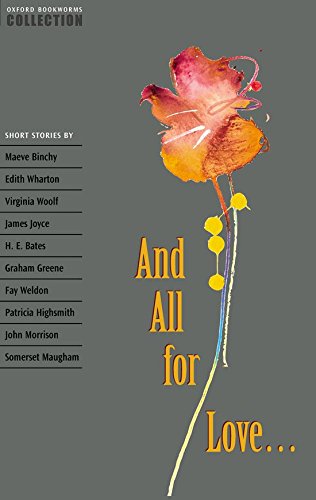 OXFORD BOOKWORMS
COLLECTION
SHORT STORIES BY
Maeve Binchy
Edith Wharton
Virginia Woolf
James Joyce
H. E. Bates
Graham Greene
Fay Weldon
Patricia Highsmith
John Morrison
Somerset Maugham
And
All
for
Love...